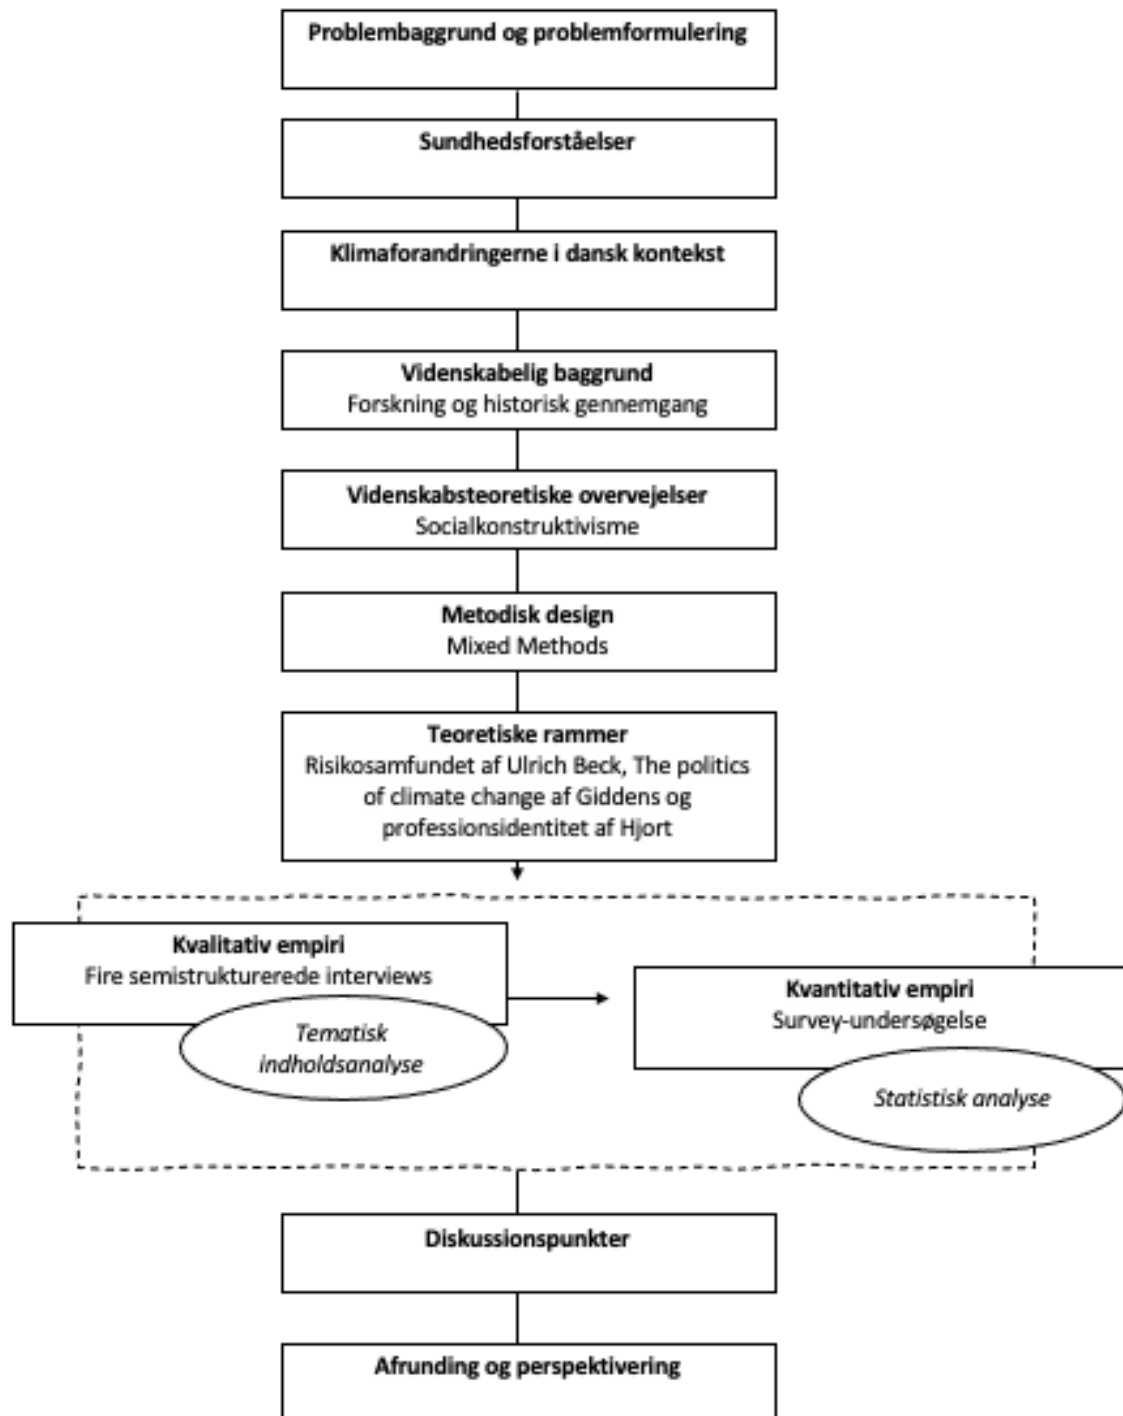 Problembaggrund og problemformulering
Sundhedsforståelser
Klimaforandringerne i dansk kontekst
Videnskabelig baggrund
Forskning og historisk gennemgang
Videnskabsteoretiske overvejelser
Socialkonstruktivisme
Metodisk design
Mixed Methods
Teoretiske rammer
Risikosamfundet af Ulrich Beck, The politics
of climate change af Giddens og
professionsidentitet af Hjort
Kvalitativ empiri
Fire semistrukturerede interviews
Tematisk
indholdsanalyse
Kvantitativ empiri
Survey-undersøgelse
Statistisk analyse
Diskussionspunkter
Afrunding og perspektivering